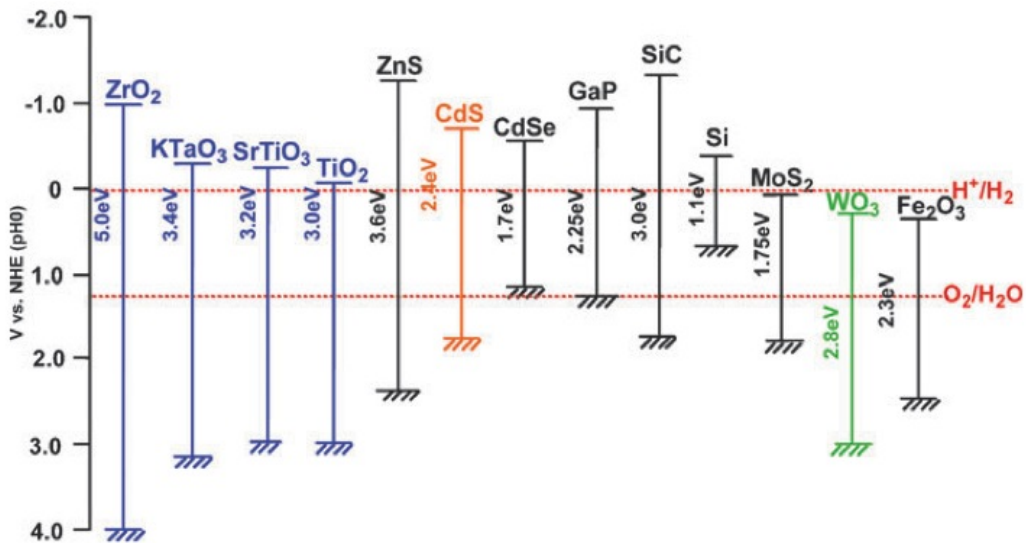 -2.0
-1.0
0
1.0
2.0
3.0
4.0
V vs. NHE (pH0)
ZrO₂
5.0eV
KTaO₃
3.4eV
SrTiO₃
3.2eV
TiO₂
3.0eV
ZnS
3.6eV
CdS
2.4eV
CdSe
1.7eV
GaP
2.25eV
SiC
3.0eV
Si
1.1eV
MoS₂
1.75eV
WO₃
2.8eV
Fe₂O₃
2.3eV
H⁺/H₂
O₂/H₂O